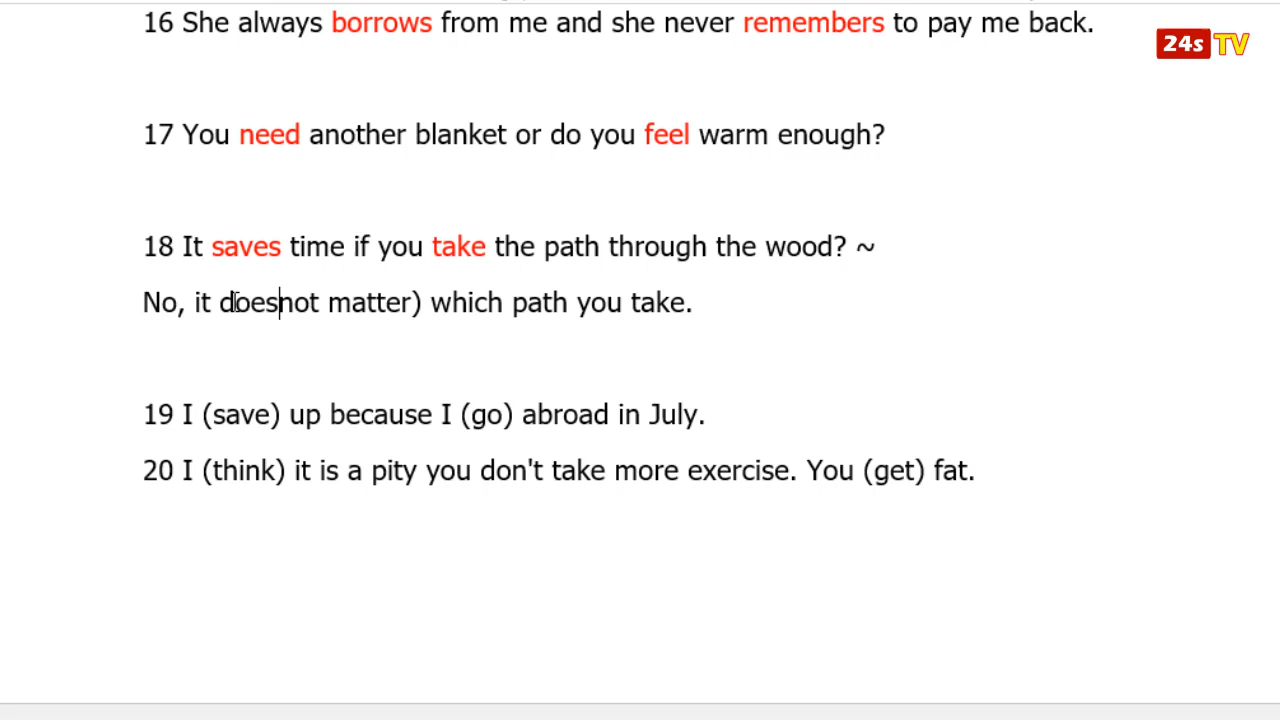 16 She always borrows from me and she never remembers to pay me back.
24s TV
17 You need another blanket or do you feel warm enough?
18 It saves time if you take the path through the wood? ~
No, it doesnot matter) which path you take.
19 I (save) up because I (go) abroad in July.
20 I (think) it is a pity you don't take more exercise. You (get) fat.